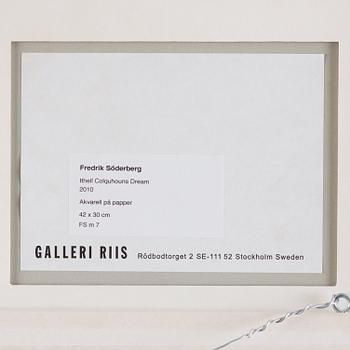 Fredrik Söderberg
Ithell Colquhouns Dream
2010
Akvarell på papper
42 x 30 cm
FS m 7
GALLERI RIIS Rödbodtorget 2 SE-111 52 Stockholm Sweden